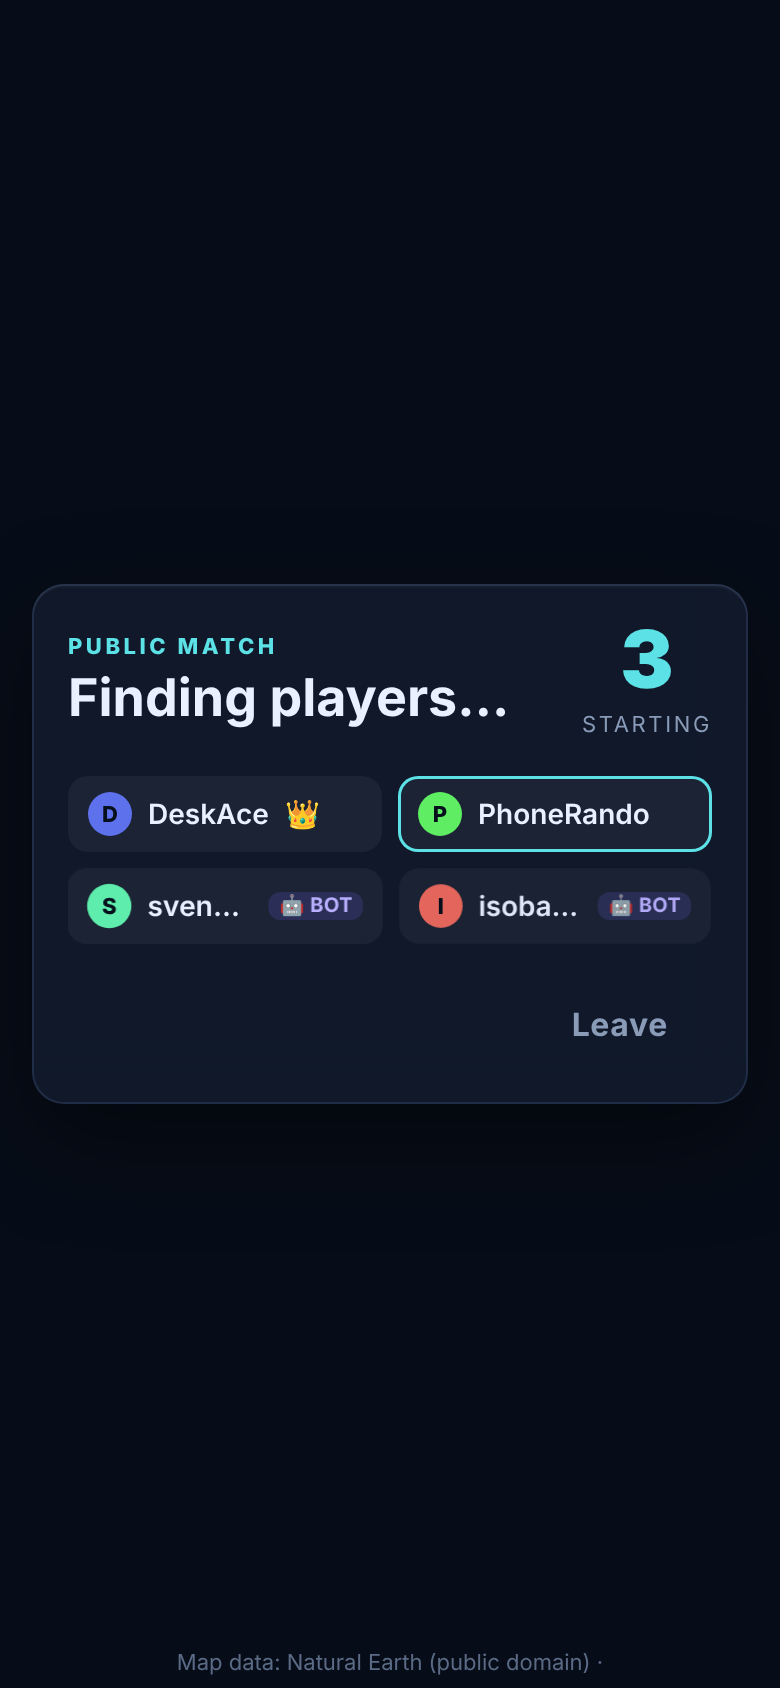 PUBLIC MATCH
Finding players...
3
STARTING
D DeskAce 👑
P PhoneRando
S sven... 🤖 BOT
I isoba... 🤖 BOT
Leave
Map data: Natural Earth (public domain) ·